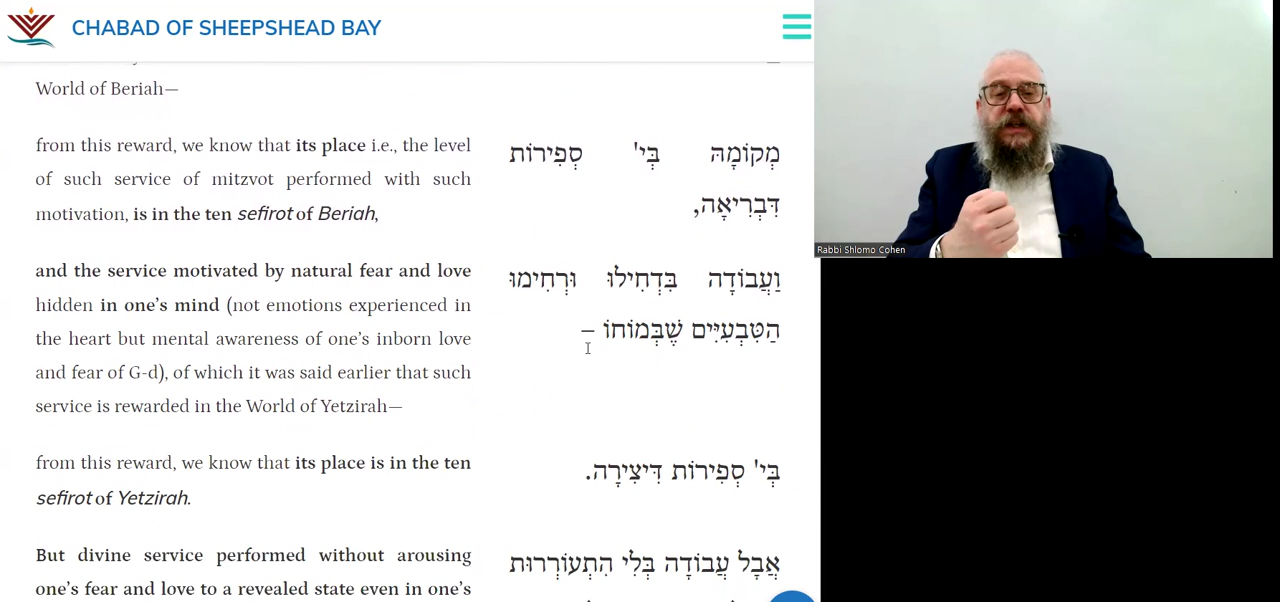 CHABAD OF SHEEPSHEAD BAY
World of Beriah—
from this reward, we know that its place i.e., the level
of such service of mitzvot performed with such
motivation, is in the ten sefirot of Beriah,
מְקוֹמָהּ בְּי' סְפִירוֹת
דִּבְרִיאָה,
and the service motivated by natural fear and love
hidden in one’s mind (not emotions experienced in
the heart but mental awareness of one’s inborn love
and fear of G-d), of which it was said earlier that such
service is rewarded in the World of Yetzirah—
וַעֲבוֹדָה בִּדְחִילוּ וּרְחִימוּ
הַטִּבְעִיִּים שֶׁבְּמוֹחוֹ –
from this reward, we know that its place is in the ten
sefirot of Yetzirah.
בְּי' סְפִירוֹת דִּיצִירָה.
But divine service performed without arousing
one’s fear and love to a revealed state even in one’s
אֲבָל עֲבוֹדָה בְּלִי הִתְעוֹרְרוּת
Rabbi Shlomo Cohen